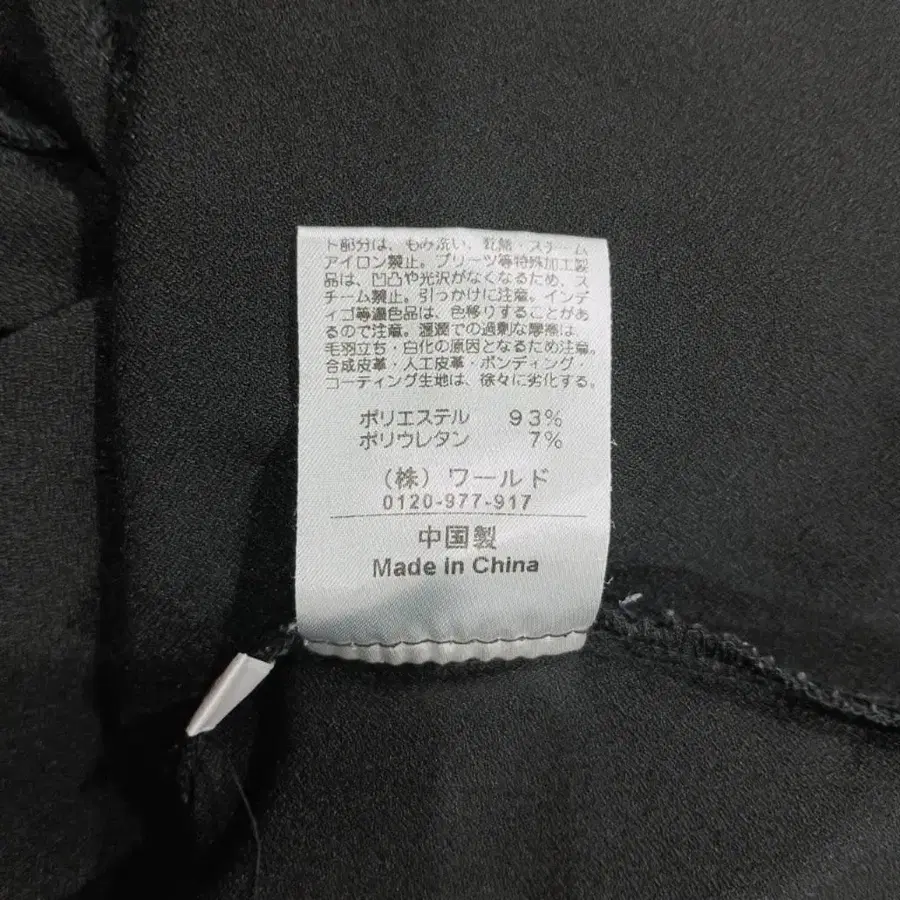 ト部分は、もみ洗い、乾燥・スチーム
アイロン禁止。プリーツ等特殊加工製
品は、凹凸や光沢がなくなるため、ス
チーム禁止。引っかけに注意。インデ
ィゴ等濃色品は、色移りすることがあ
るので注意。湿潤での過剰な摩擦は、
毛羽立ち・白化の原因となるため注意。
合成皮革・人工皮革・ボンディング・
コーティング生地は、徐々に劣化する。
ポリエステル 93%
ポリウレタン 7%
(株)ワールド
0120-977-917
中国製
Made in China